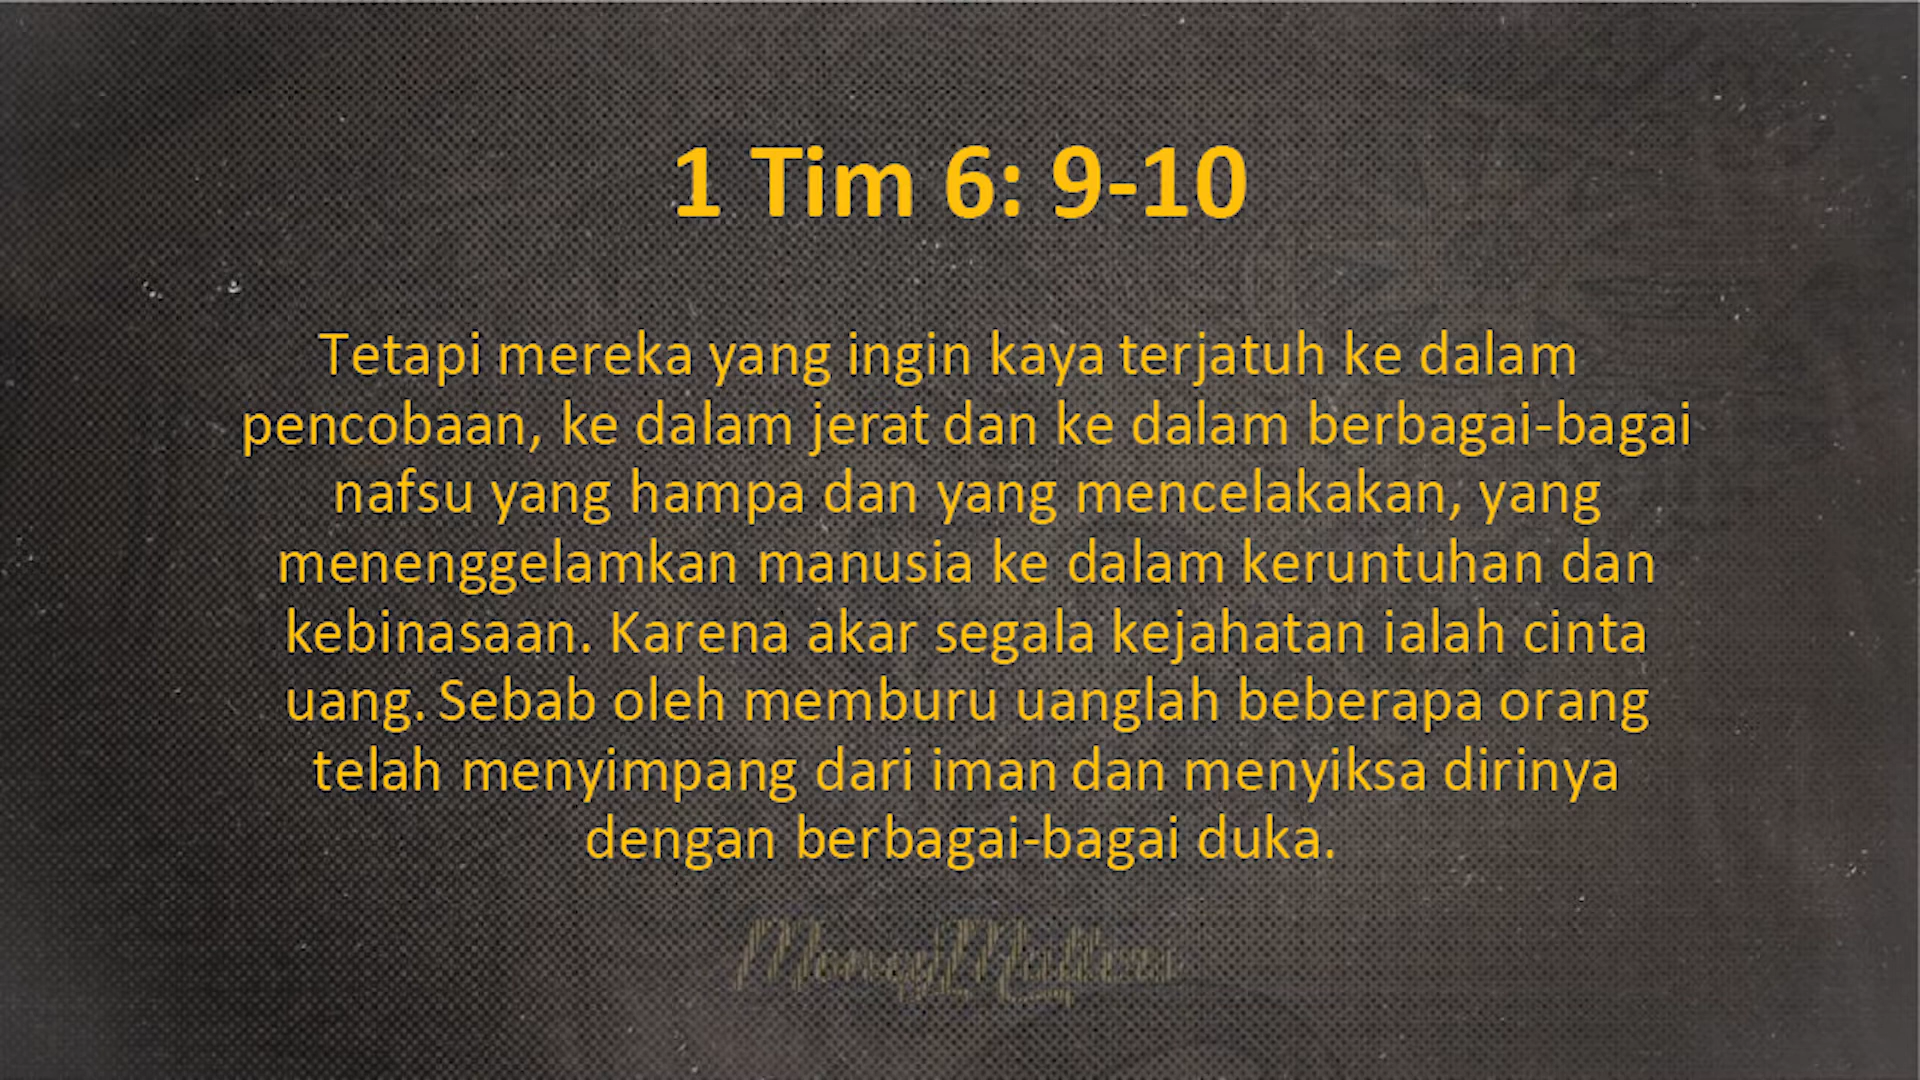 1 Tim 6: 9-10
Tetapi mereka yang ingin kaya terjatuh ke dalam
pencobaan, ke dalam jerat dan ke dalam berbagai-bagai
nafsu yang hampa dan yang mencelakakan, yang
menenggelamkan manusia ke dalam keruntuhan dan
kebinasaan. Karena akar segala kejahatan ialah cinta
uang. Sebab oleh memburu uanglah beberapa orang
telah menyimpang dari iman dan menyiksa dirinya
dengan berbagai-bagai duka.